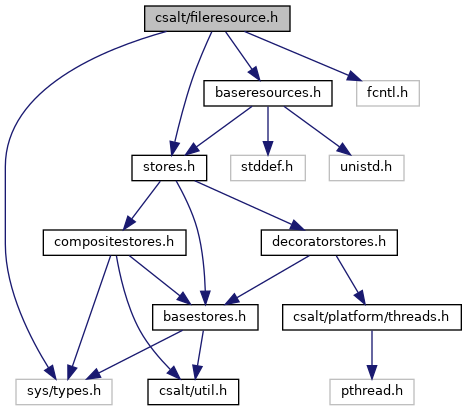 csalt/fileresource.h
baseresources.h
fcntl.h
stores.h
stddef.h
unistd.h
compositestores.h
decoratorstores.h
basestores.h
csalt/platform/threads.h
sys/types.h
csalt/util.h
pthread.h